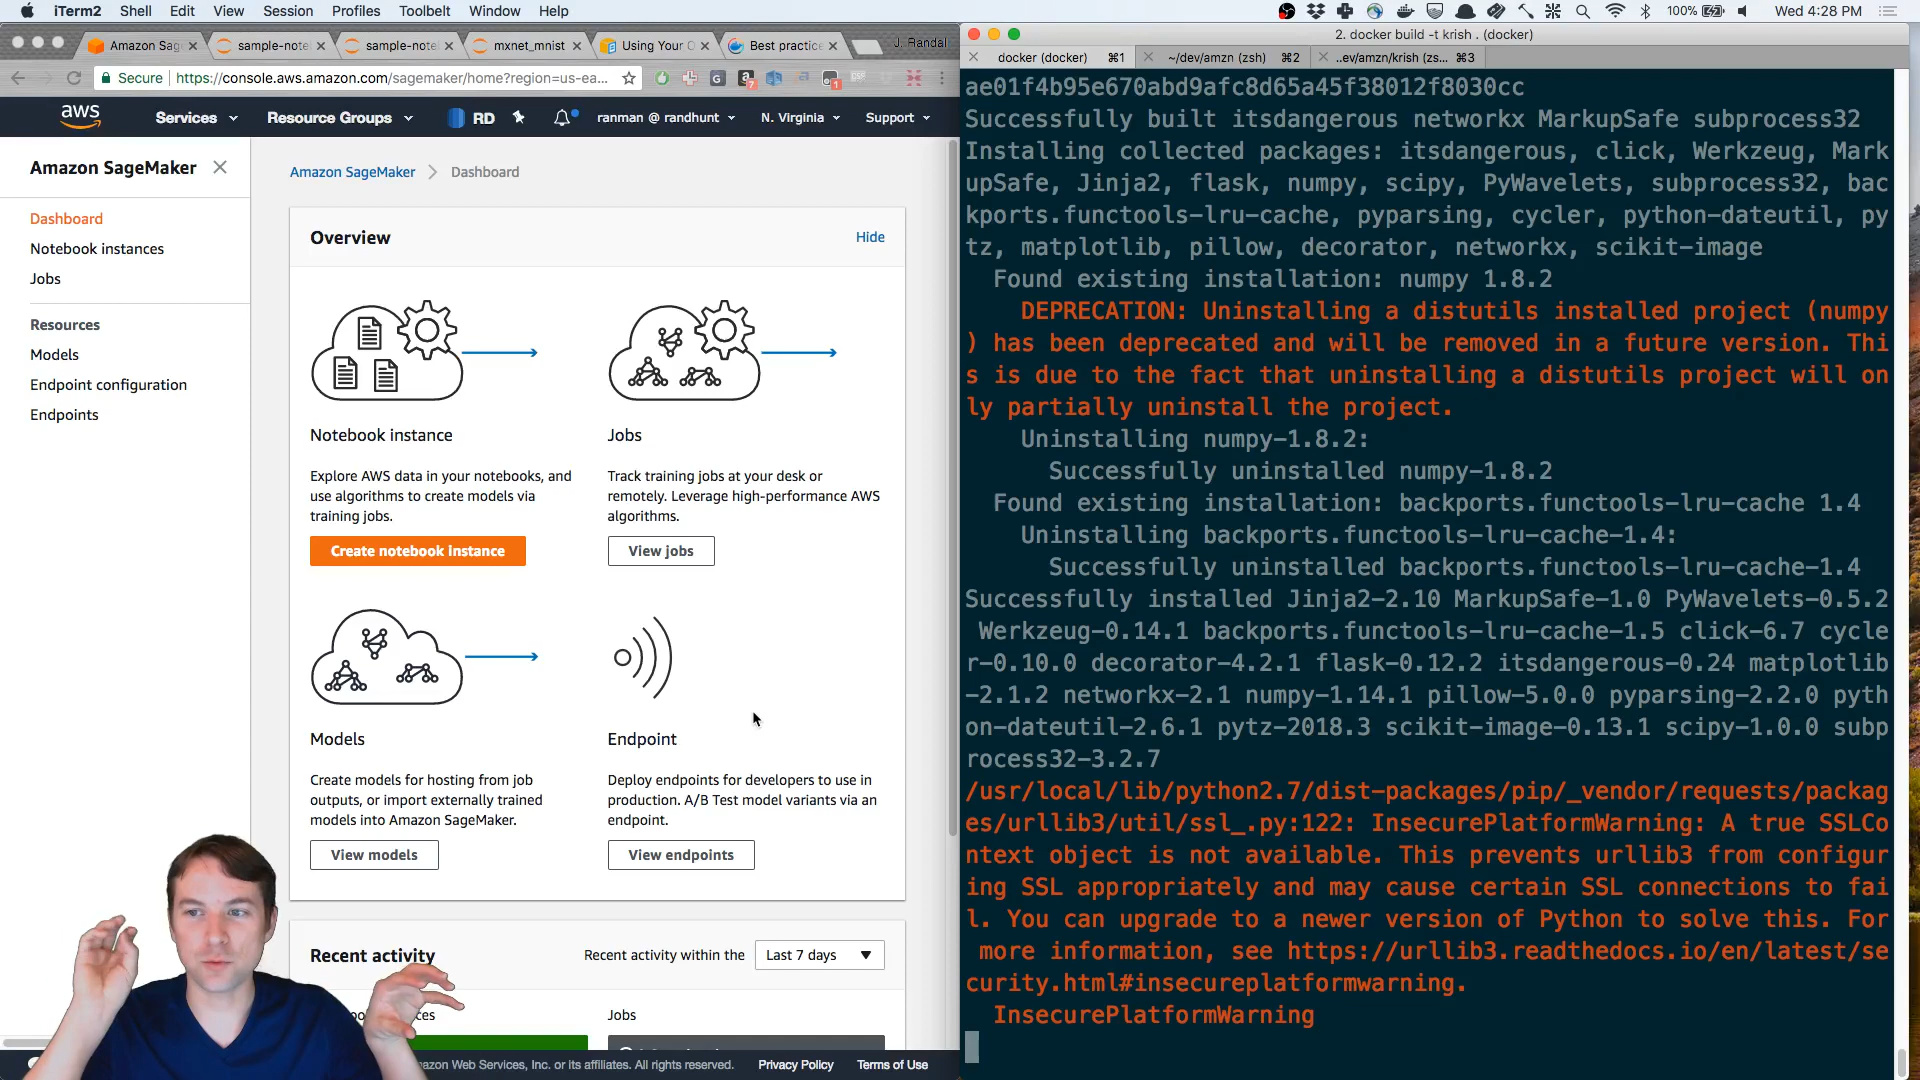 iTerm2 Shell Edit View Session Profiles Toolbelt Window Help 100% Wed 4:28 PM
2. docker build -t krish . (docker)
Amazon Sag sample-note sample-note mxnet_mnist Using Your C Best practice J. Randal
docker (docker) ⌘1 ~/dev/amzn (zsh) ⌘2 ..ev/amzn/krish (zs... ⌘3
Secure https://console.aws.amazon.com/sagemaker/home?region=us-ea...
aws Services Resource Groups RD ranman @ randhunt N. Virginia Support
Amazon SageMaker
Dashboard
Notebook instances
Jobs
Resources
Models
Endpoint configuration
Endpoints
Amazon SageMaker Dashboard
Overview Hide
Notebook instance
Explore AWS data in your notebooks, and
use algorithms to create models via
training jobs.
Create notebook instance
Jobs
Track training jobs at your desk or
remotely. Leverage high-performance AWS
algorithms.
View jobs
Models
Create models for hosting from job
outputs, or import externally trained
models into Amazon SageMaker.
View models
Endpoint
Deploy endpoints for developers to use in
production. A/B Test model variants via an
endpoint.
View endpoints
Recent activity Recent activity within the Last 7 days
Jobs
Web Services, Inc. or its affiliates. All rights reserved. Privacy Policy Terms of Use
ae01f4b95e670abd9afc8d65a45f38012f8030cc
Successfully built itsdangerous networkx MarkupSafe subprocess32
Installing collected packages: itsdangerous, click, Werkzeug, Mark
upSafe, Jinja2, flask, numpy, scipy, PyWavelets, subprocess32, bac
kports.functools-lru-cache, pyparsing, cycler, python-dateutil, py
tz, matplotlib, pillow, decorator, networkx, scikit-image
Found existing installation: numpy 1.8.2
DEPRECATION: Uninstalling a distutils installed project (numpy
) has been deprecated and will be removed in a future version. Thi
s is due to the fact that uninstalling a distutils project will on
ly partially uninstall the project.
Uninstalling numpy-1.8.2:
Successfully uninstalled numpy-1.8.2
Found existing installation: backports.functools-lru-cache 1.4
Uninstalling backports.functools-lru-cache-1.4:
Successfully uninstalled backports.functools-lru-cache-1.4
Successfully installed Jinja2-2.10 MarkupSafe-1.0 PyWavelets-0.5.2
Werkzeug-0.14.1 backports.functools-lru-cache-1.5 click-6.7 cycle
r-0.10.0 decorator-4.2.1 flask-0.12.2 itsdangerous-0.24 matplotlib
-2.1.2 networkx-2.1 numpy-1.14.1 pillow-5.0.0 pyparsing-2.2.0 pyth
on-dateutil-2.6.1 pytz-2018.3 scikit-image-0.13.1 scipy-1.0.0 subp
rocess32-3.2.7
/usr/local/lib/python2.7/dist-packages/pip/_vendor/requests/packag
es/urllib3/util/ssl_.py:122: InsecurePlatformWarning: A true SSLCo
ntext object is not available. This prevents urllib3 from configur
ing SSL appropriately and may cause certain SSL connections to fai
l. You can upgrade to a newer version of Python to solve this. For
more information, see https://urllib3.readthedocs.io/en/latest/se
curity.html#insecureplatformwarning.
InsecurePlatformWarning